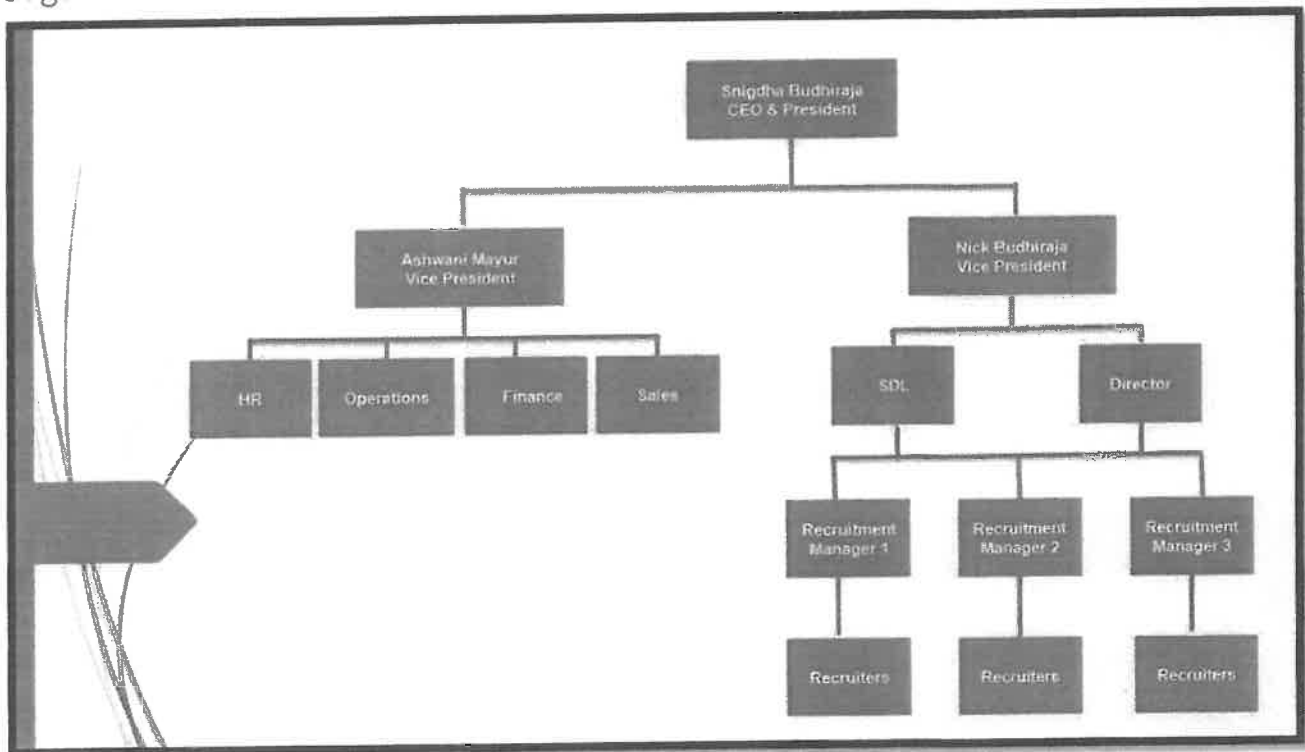 Snigdha Budhiraja
CEO & President
Ashwani Mayur
Vice President
Nick Budhiraja
Vice President
HR
Operations
Finance
Sales
SDL
Director
Recruitment
Manager 1
Recruitment
Manager 2
Recruitment
Manager 3
Recruiters
Recruiters
Recruiters